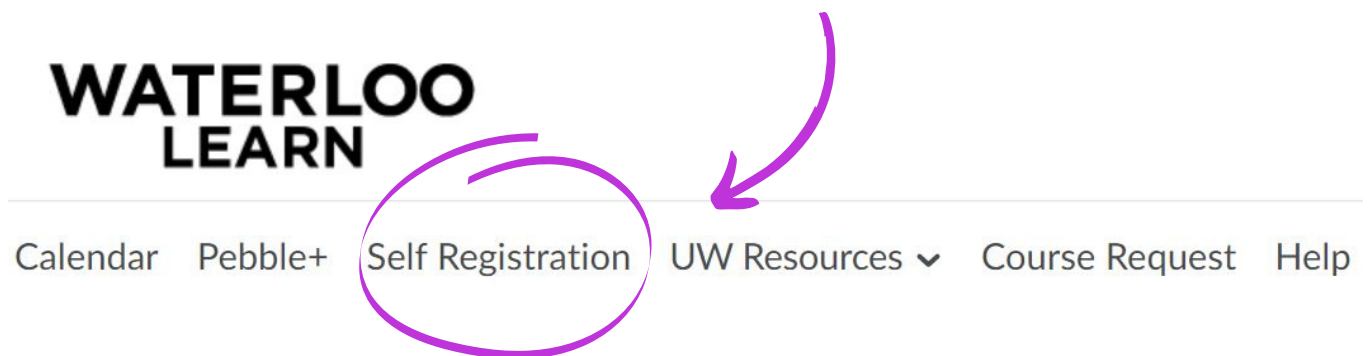 WATERLOO
LEARN
Calendar Pebble+ Self Registration UW Resources Course Request Help